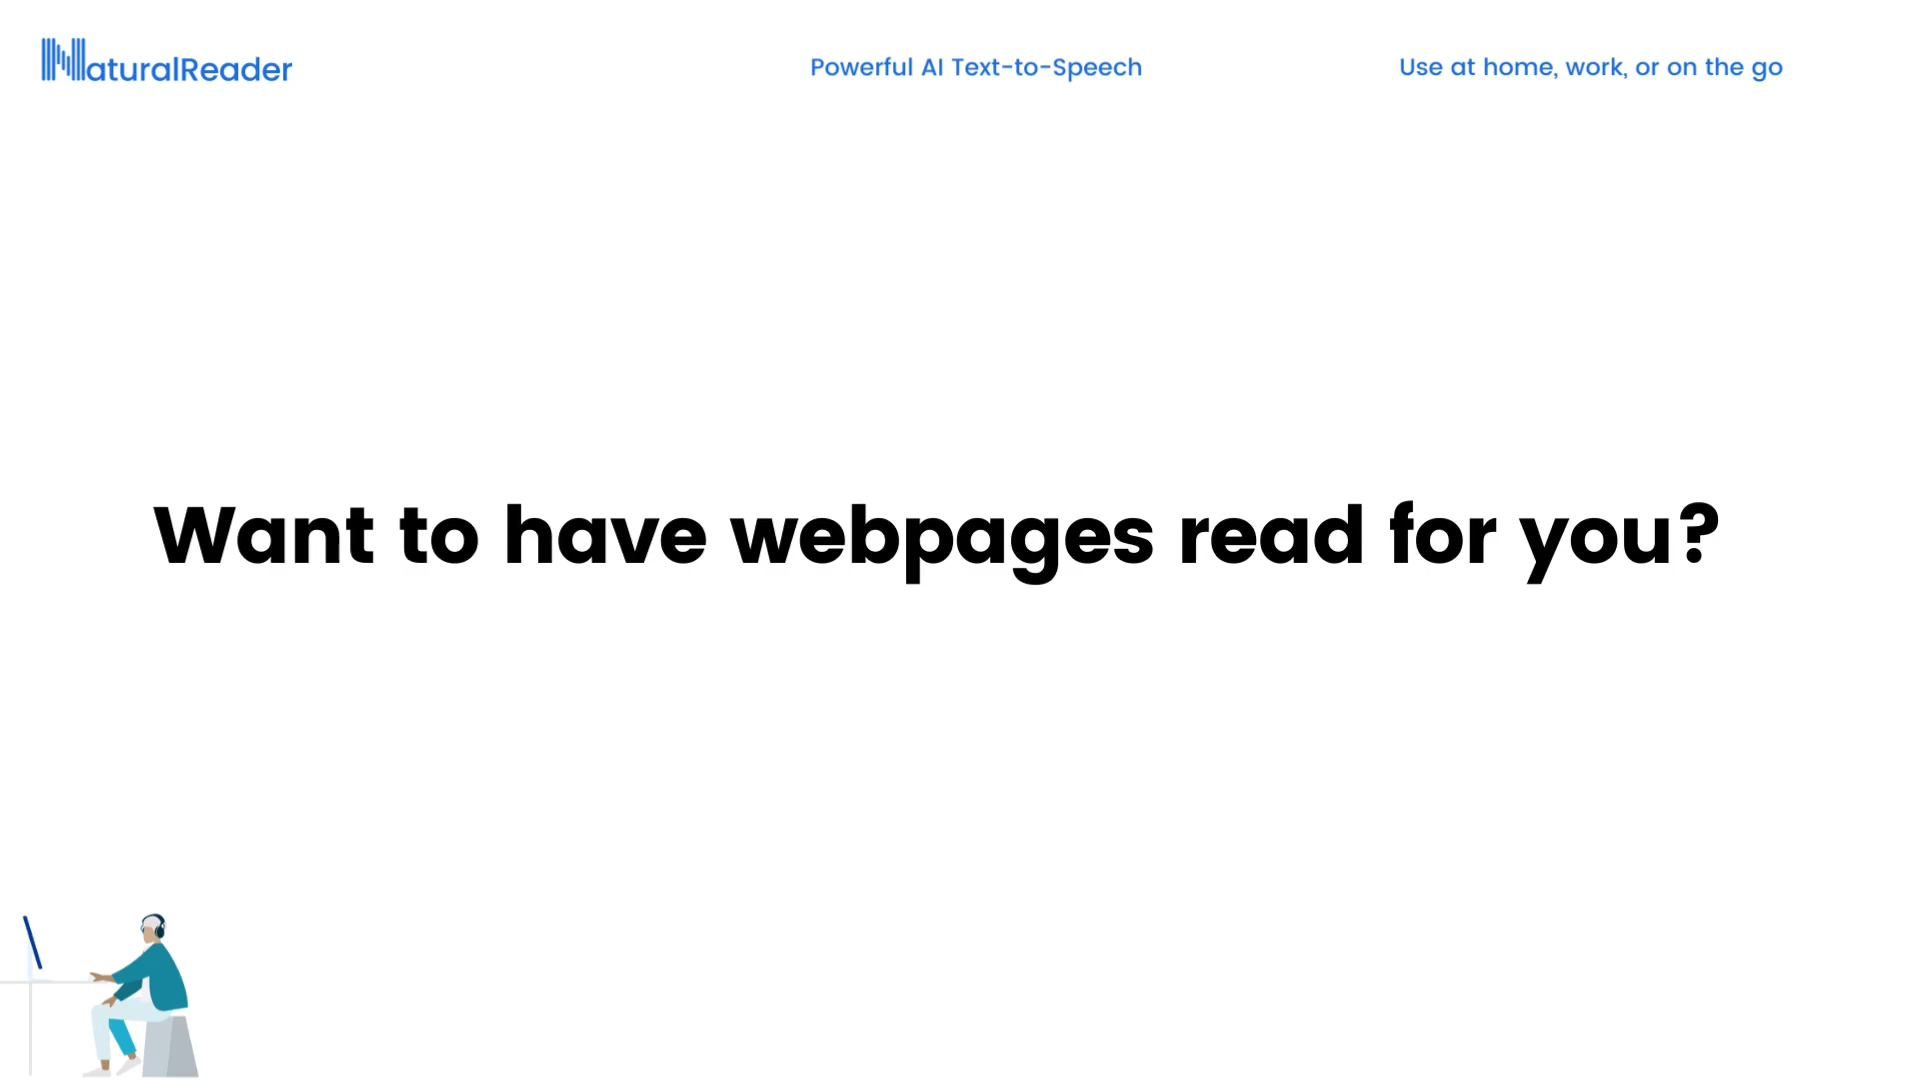 NaturalReader
Powerful AI Text-to-Speech
Use at home, work, or on the go
Want to have webpages read for you?